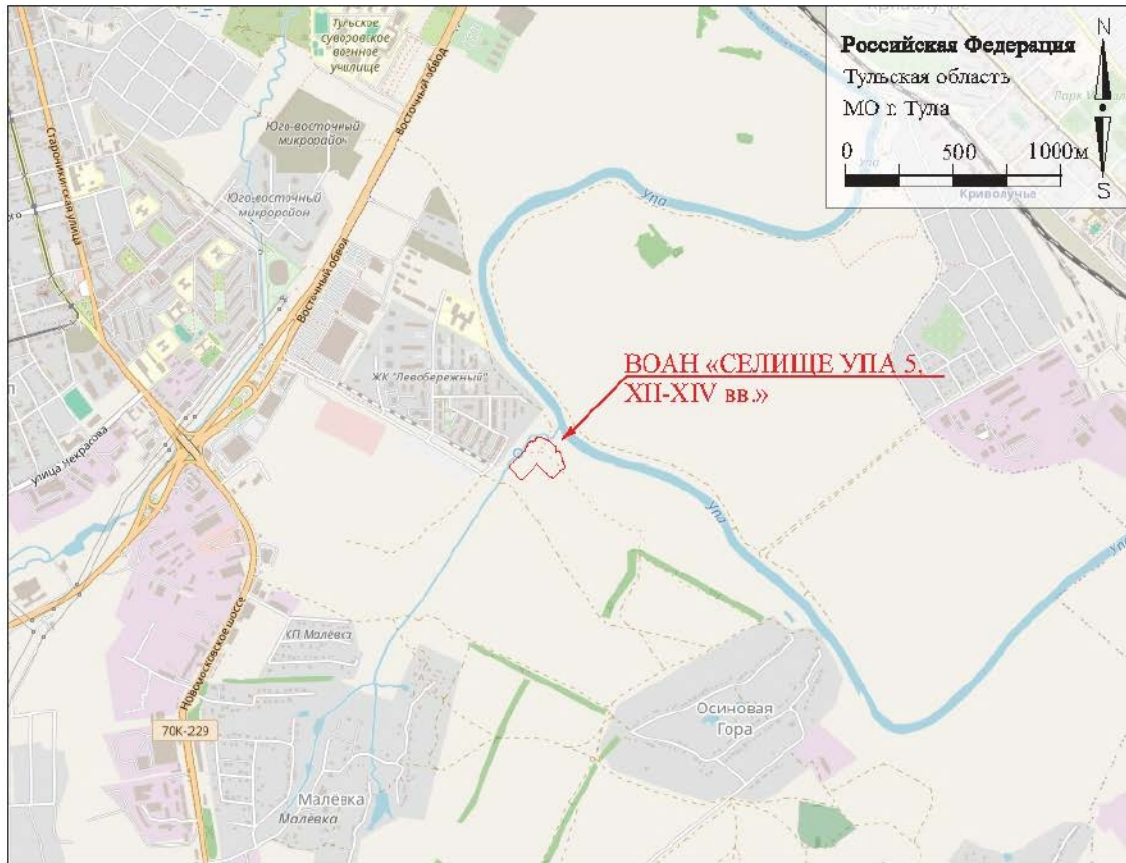 Российская Федерация
Тульская область
МО г. Тула
0 500 1000м
N
S
Тульское
суворовское
военное
училище
Восточный обвод
Староникитская улица
Юго-восточный
микрорайон
Юго-восточный
микрорайон
Восточный обвод
Упа
Упа
Криволучье
ЖК "Левобережный"
ВОАН «СЕЛИЩЕ УПА 5,
XII-XIV вв.»
улица Некрасова
Упа
Упа
Новомосковское шоссе
КП Малёвка
70К-229
Осиновая
Гора
Малёвка
Малёвка